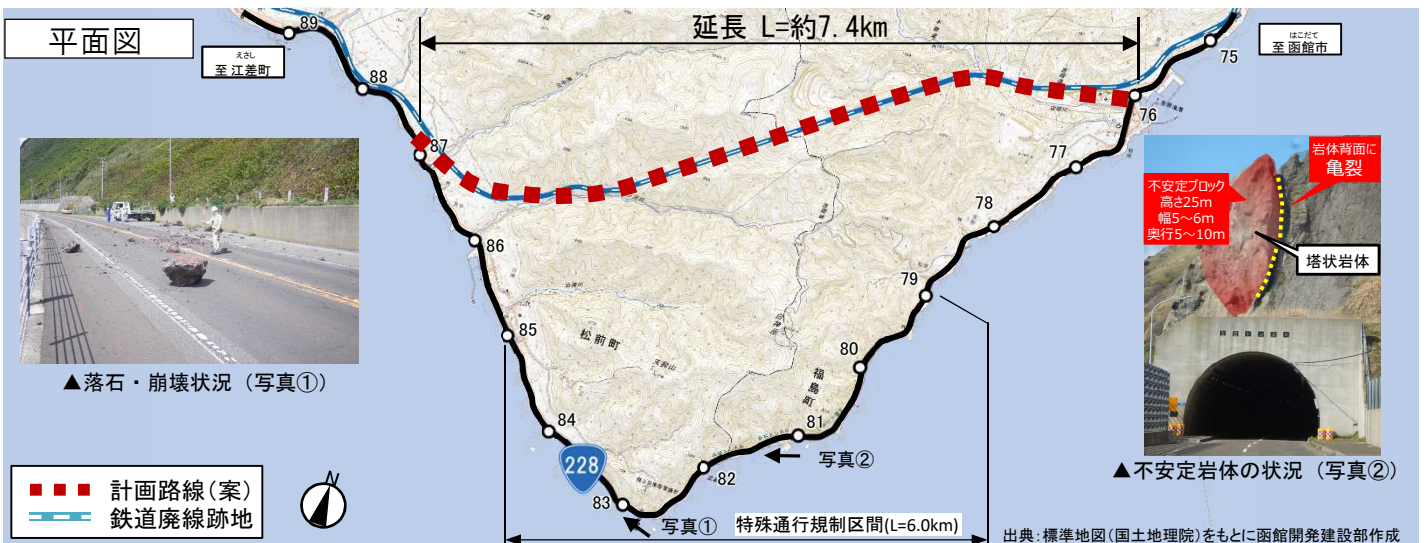 平面図
延長 L=約7.4km
えさし
至 江差町
はこだて
至 函館市
89
88
87
86
85
84
83
82
81
80
79
78
77
76
75
松前町
福島町
228
▲落石・崩壊状況 (写真①)
岩体背面に
亀裂
不安定ブロック
高さ25m
幅5～6m
奥行5～10m
塔状岩体
▲不安定岩体の状況 (写真②)
写真②
写真①
特殊通行規制区間(L=6.0km)
計画路線(案)
鉄道廃線跡地
N
出典:標準地図(国土地理院)をもとに函館開発建設部作成